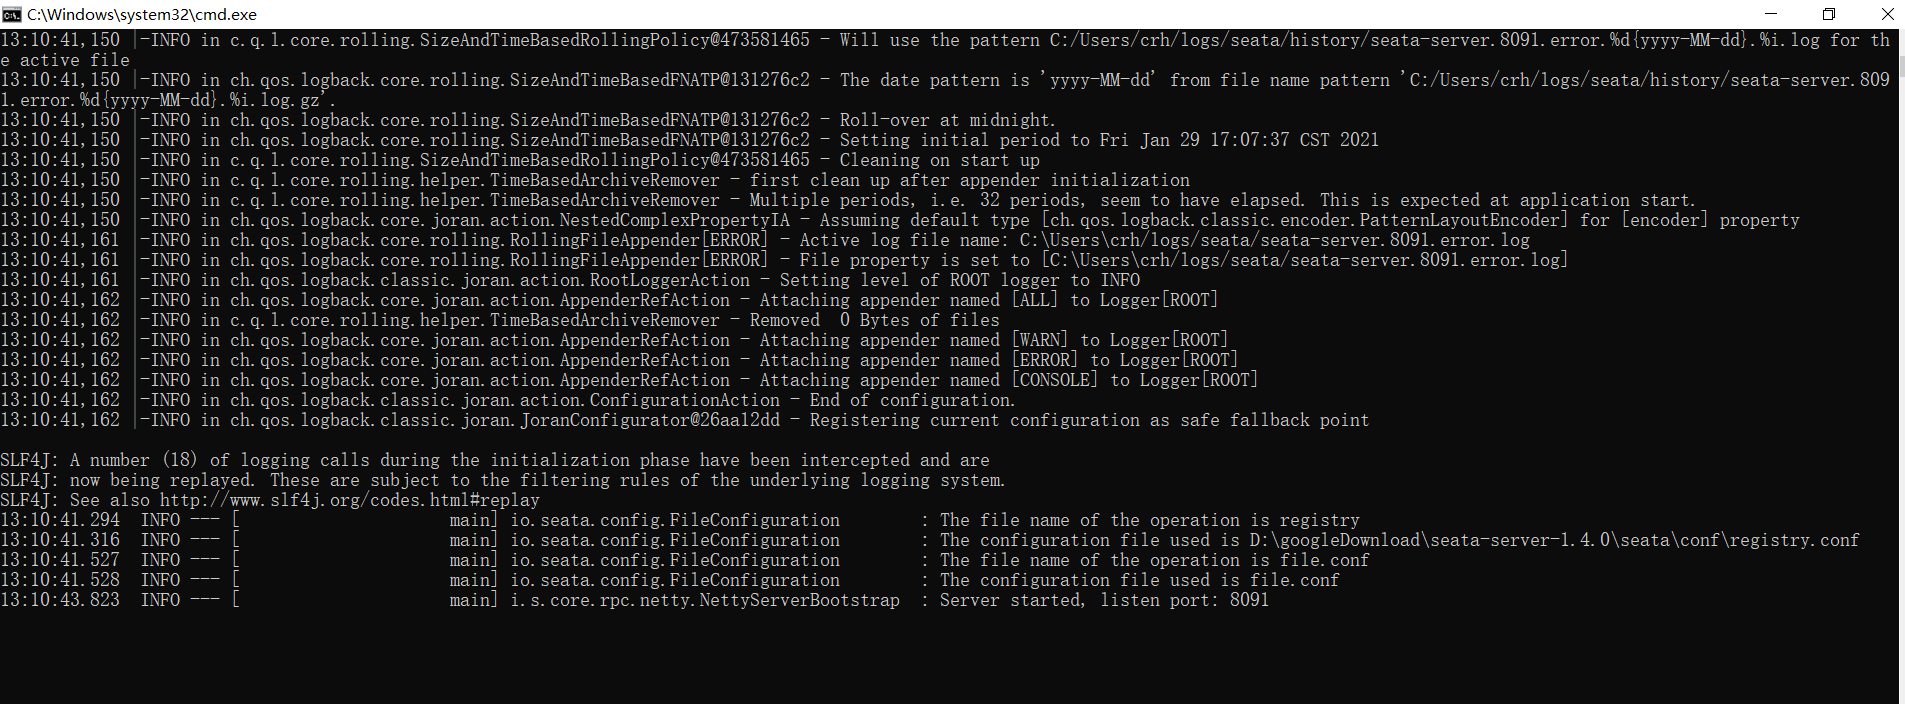 C:\Windows\system32\cmd.exe
13:10:41,150 |-INFO in c.q.l.core.rolling.SizeAndTimeBasedRollingPolicy@473581465 - Will use the pattern C:/Users/crh/logs/seata/history/seata-server.8091.error.%d{yyyy-MM-dd}.%i.log for th
e active file
13:10:41,150 |-INFO in ch.qos.logback.core.rolling.SizeAndTimeBasedFNATP@131276c2 - The date pattern is 'yyyy-MM-dd' from file name pattern 'C:/Users/crh/logs/seata/history/seata-server.809
1.error.%d{yyyy-MM-dd}.%i.log.gz'.
13:10:41,150 |-INFO in ch.qos.logback.core.rolling.SizeAndTimeBasedFNATP@131276c2 - Roll-over at midnight.
13:10:41,150 |-INFO in ch.qos.logback.core.rolling.SizeAndTimeBasedFNATP@131276c2 - Setting initial period to Fri Jan 29 17:07:37 CST 2021
13:10:41,150 |-INFO in c.q.l.core.rolling.SizeAndTimeBasedRollingPolicy@473581465 - Cleaning on start up
13:10:41,150 |-INFO in c.q.l.core.rolling.helper.TimeBasedArchiveRemover - first clean up after appender initialization
13:10:41,150 |-INFO in c.q.l.core.rolling.helper.TimeBasedArchiveRemover - Multiple periods, i.e. 32 periods, seem to have elapsed. This is expected at application start.
13:10:41,150 |-INFO in ch.qos.logback.core.joran.action.NestedComplexPropertyIA - Assuming default type [ch.qos.logback.classic.encoder.PatternLayoutEncoder] for [encoder] property
13:10:41,161 |-INFO in ch.qos.logback.core.rolling.RollingFileAppender[ERROR] - Active log file name: C:\Users\crh/logs/seata/seata-server.8091.error.log
13:10:41,161 |-INFO in ch.qos.logback.core.rolling.RollingFileAppender[ERROR] - File property is set to [C:\Users\crh/logs/seata/seata-server.8091.error.log]
13:10:41,161 |-INFO in ch.qos.logback.classic.joran.action.RootLoggerAction - Setting level of ROOT logger to INFO
13:10:41,162 |-INFO in ch.qos.logback.core.joran.action.AppenderRefAction - Attaching appender named [ALL] to Logger[ROOT]
13:10:41,162 |-INFO in c.q.l.core.rolling.helper.TimeBasedArchiveRemover - Removed  0 Bytes of files
13:10:41,162 |-INFO in ch.qos.logback.core.joran.action.AppenderRefAction - Attaching appender named [WARN] to Logger[ROOT]
13:10:41,162 |-INFO in ch.qos.logback.core.joran.action.AppenderRefAction - Attaching appender named [ERROR] to Logger[ROOT]
13:10:41,162 |-INFO in ch.qos.logback.core.joran.action.AppenderRefAction - Attaching appender named [CONSOLE] to Logger[ROOT]
13:10:41,162 |-INFO in ch.qos.logback.classic.joran.action.ConfigurationAction - End of configuration.
13:10:41,162 |-INFO in ch.qos.logback.classic.joran.JoranConfigurator@26aa12dd - Registering current configuration as safe fallback point
SLF4J: A number (18) of logging calls during the initialization phase have been intercepted and are
SLF4J: now being replayed. These are subject to the filtering rules of the underlying logging system.
SLF4J: See also http://www.slf4j.org/codes.html#replay
13:10:41.294  INFO --- [                     main] io.seata.config.FileConfiguration        : The file name of the operation is registry
13:10:41.316  INFO --- [                     main] io.seata.config.FileConfiguration        : The configuration file used is D:\googleDownload\seata-server-1.4.0\seata\conf\registry.conf
13:10:41.527  INFO --- [                     main] io.seata.config.FileConfiguration        : The file name of the operation is file.conf
13:10:41.528  INFO --- [                     main] io.seata.config.FileConfiguration        : The configuration file used is file.conf
13:10:43.823  INFO --- [                     main] i.s.core.rpc.netty.NettyServerBootstrap  : Server started, listen port: 8091